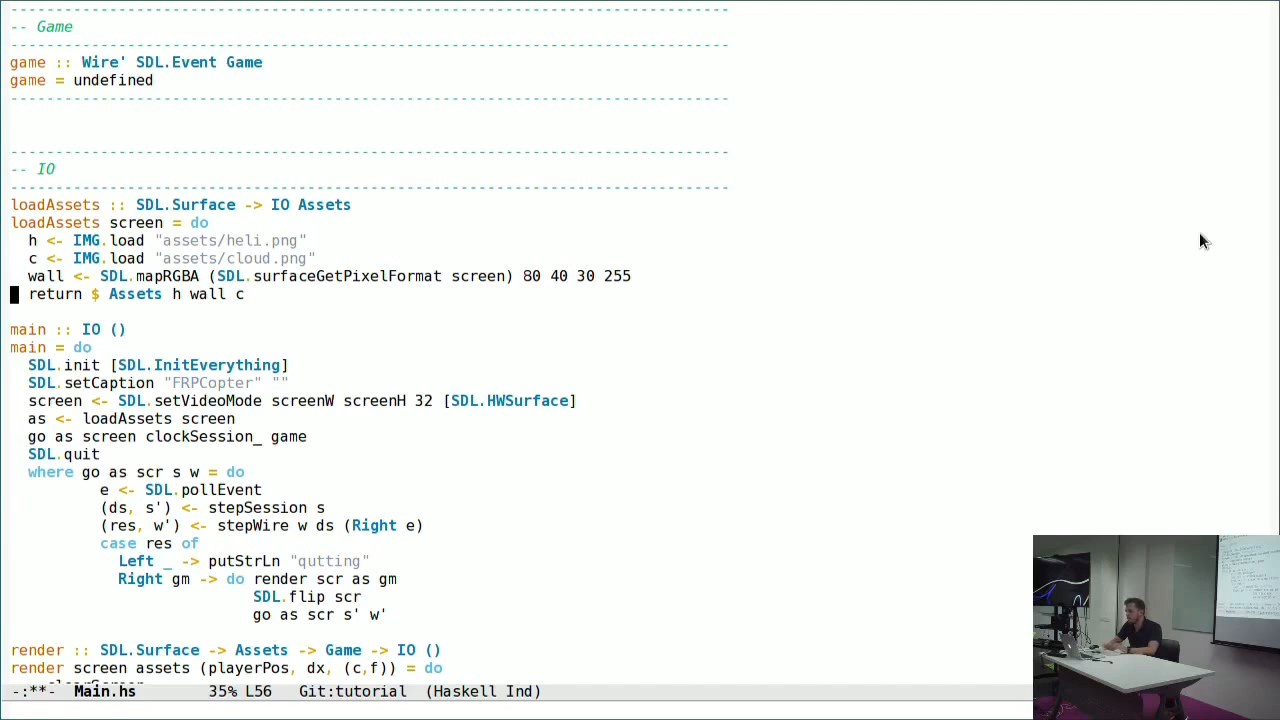 --------------------------------------------------------------------------------
-- Game
--------------------------------------------------------------------------------
game :: Wire' SDL.Event Game
game = undefined
--------------------------------------------------------------------------------
--------------------------------------------------------------------------------
-- IO
--------------------------------------------------------------------------------
loadAssets :: SDL.Surface -> IO Assets
loadAssets screen = do
  h <- IMG.load "assets/heli.png"
  c <- IMG.load "assets/cloud.png"
  wall <- SDL.mapRGBA (SDL.surfaceGetPixelFormat screen) 80 40 30 255
  return $ Assets h wall c
main :: IO ()
main = do
  SDL.init [SDL.InitEverything]
  SDL.setCaption "FRPCopter" ""
  screen <- SDL.setVideoMode screenW screenH 32 [SDL.HWSurface]
  as <- loadAssets screen
  go as screen clockSession_ game
  SDL.quit
  where go as scr s w = do
          e <- SDL.pollEvent
          (ds, s') <- stepSession s
          (res, w') <- stepWire w ds (Right e)
          case res of
            Left _ -> putStrLn "qutting"
            Right gm -> do render scr as gm
                           SDL.flip scr
                           go as scr s' w'
render :: SDL.Surface -> Assets -> Game -> IO ()
render screen assets (playerPos, dx, (c,f)) = do
-:**-  Main.hs        35% L56   Git:tutorial  (Haskell Ind)